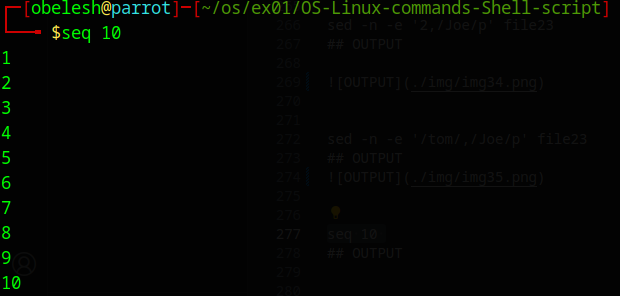 ┌─[obelesh@parrot]─[~/os/ex01/OS-Linux-commands-Shell-script]
└──╼ $seq 10
1
2
3
4
5
6
7
8
9
10
266 sed -n -e '2,/Joe/p' file23
267 ## OUTPUT
268
269 ![OUTPUT](./img/img34.png)
270
271
272 sed -n -e '/tom/,/Joe/p' file23
273 ## OUTPUT
274 ![OUTPUT](./img/img35.png)
275
276
277 seq 10
278 ## OUTPUT
279
280